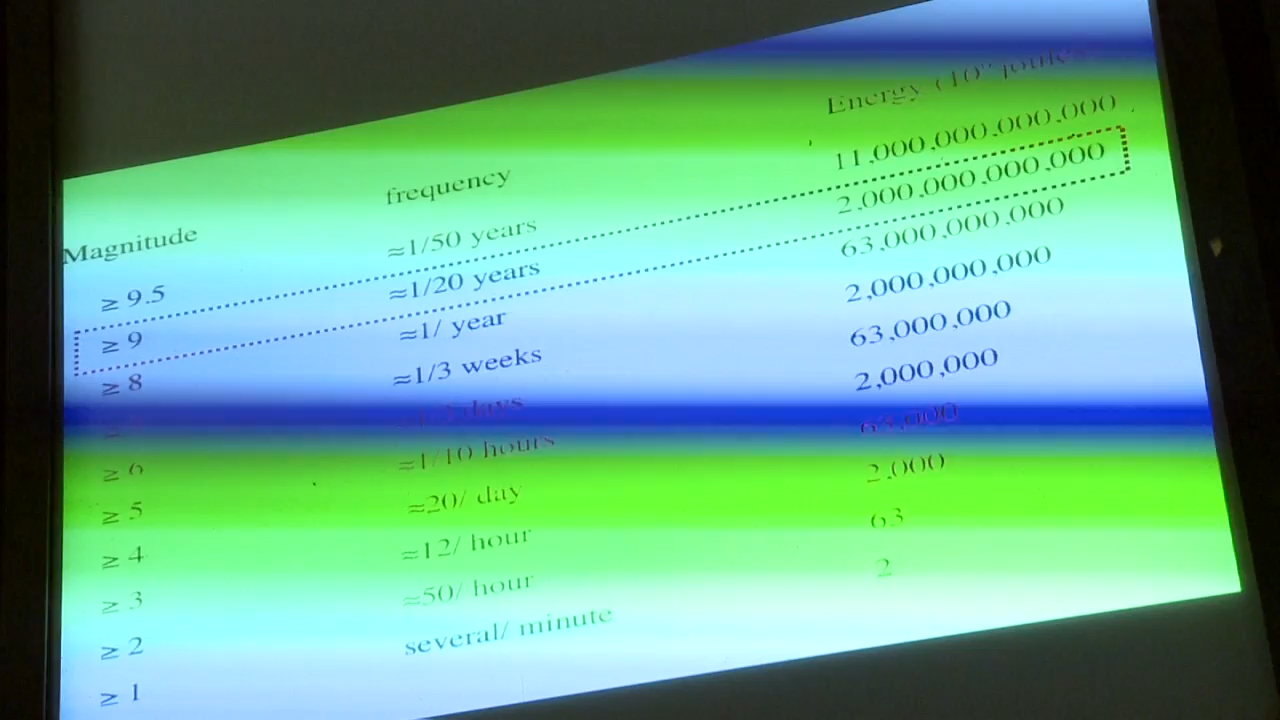 Magnitude frequency Energy
≥ 9.5 ≈1/50 years 11,000,000,000,000
≥ 9 ≈1/20 years 2,000,000,000,000
≥ 8 ≈1/ year 63,000,000,000
≥ ≈1/3 weeks 2,000,000,000
≥ 6 days 63,000,000
≥ 5 ≈1/10 hours 2,000,000
≥ 4 ≈20/ day 63,000
≥ 3 ≈12/ hour 2,000
≥ 2 ≈50/ hour 63
≥ 1 several/ minute 2